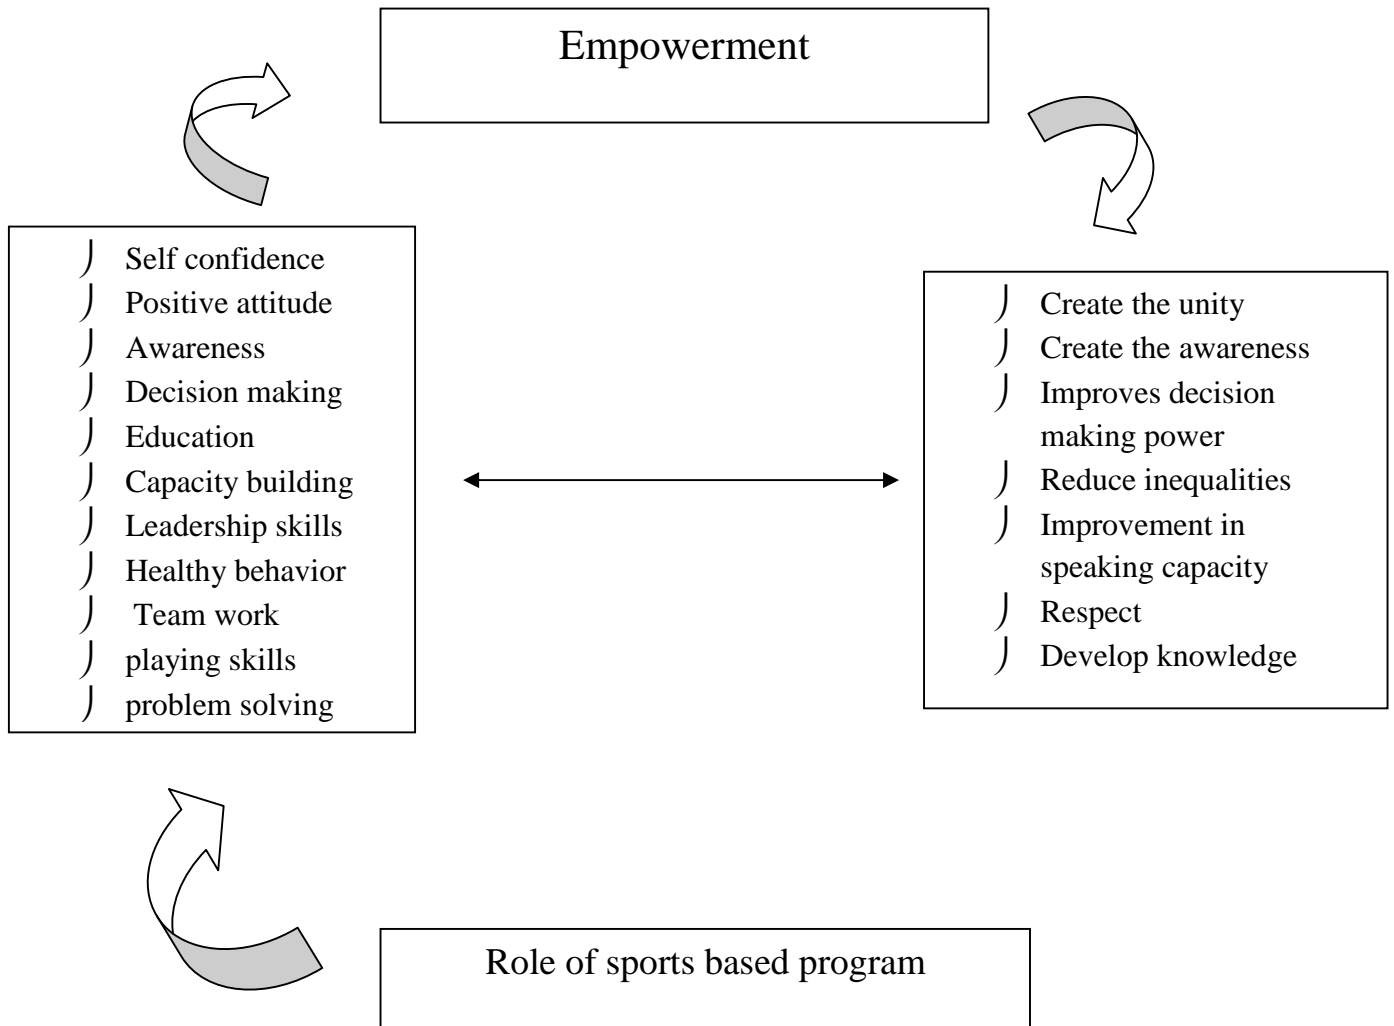 Empowerment
Self confidence
Positive attitude
Awareness
Decision making
Education
Capacity building
Leadership skills
Healthy behavior
Team work
playing skills
problem solving
Create the unity
Create the awareness
Improves decision
making power
Reduce inequalities
Improvement in
speaking capacity
Respect
Develop knowledge
Role of sports based program